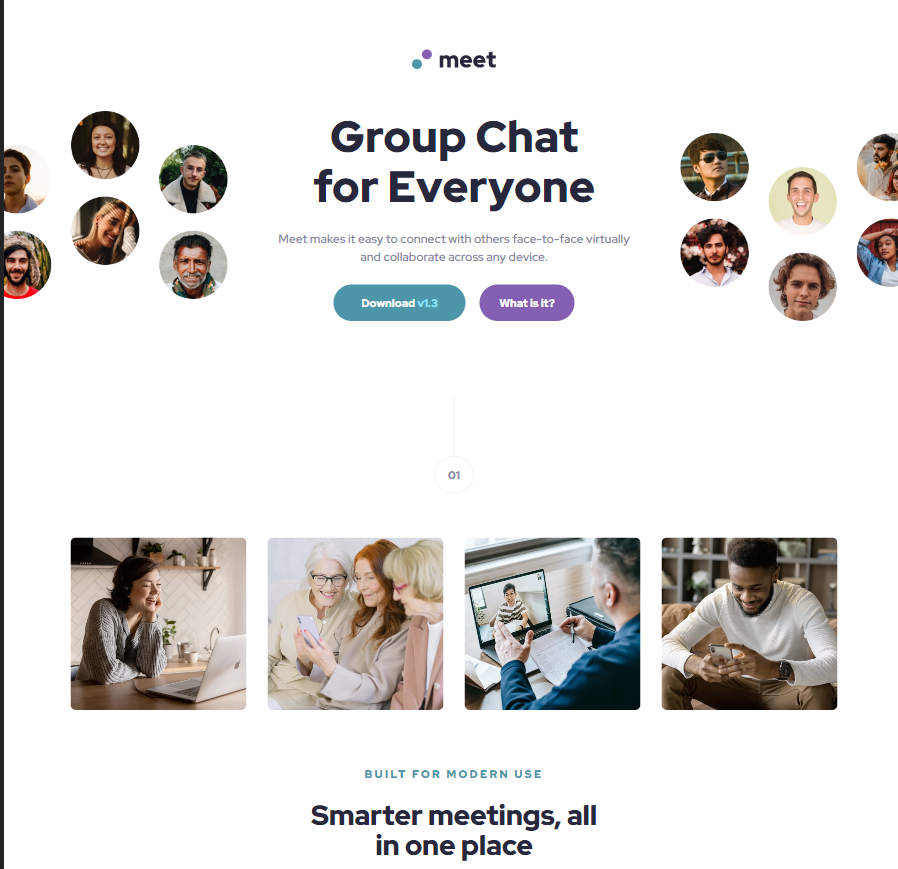 meet
Group Chat
for Everyone
Meet makes it easy to connect with others face-to-face virtually
and collaborate across any device.
Download v1.3
What is it?
01
BUILT FOR MODERN USE
Smarter meetings, all
in one place